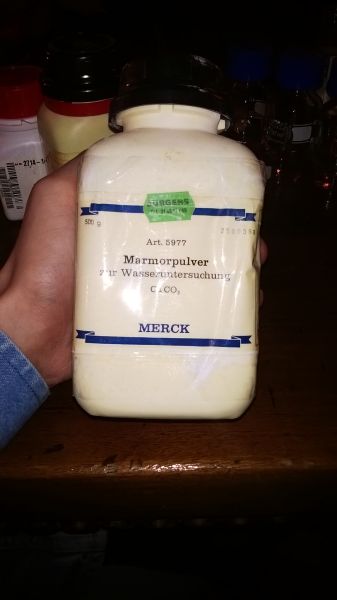 JÜRGENS
500 g
Art. 5977
Marmorpulver
zur Wasseruntersuchung
CaCO₃
MERCK